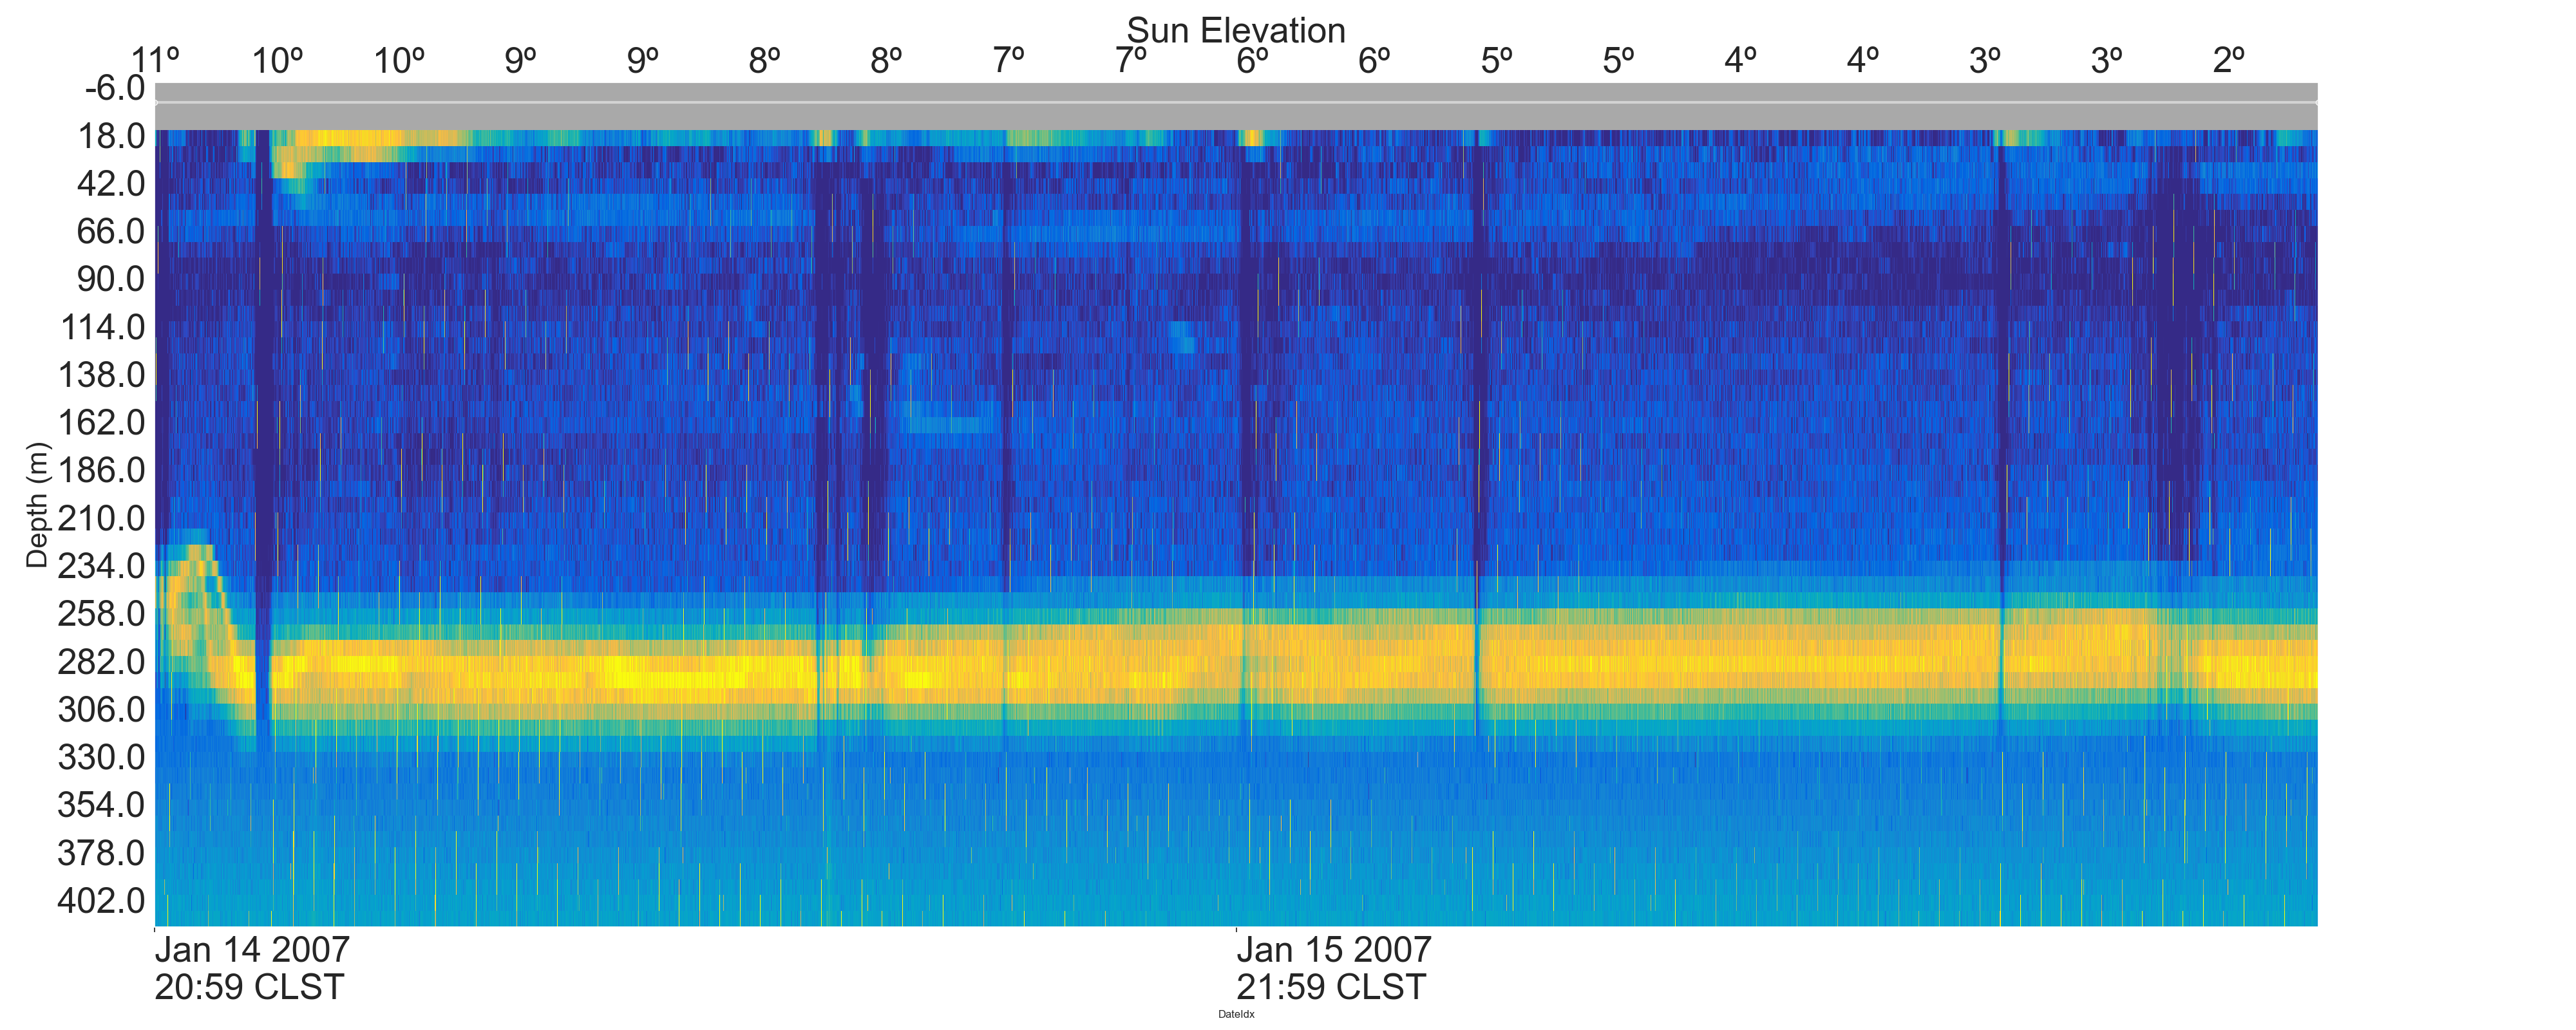 Sun Elevation
11º 10º 10º 9º 9º 8º 8º 7º 7º 6º 6º 5º 5º 4º 4º 3º 3º 2º
-6.0
18.0
42.0
66.0
90.0
114.0
138.0
162.0
186.0
210.0
234.0
258.0
282.0
306.0
330.0
354.0
378.0
402.0
Depth (m)
Jan 14 2007
20:59 CLST
Jan 15 2007
21:59 CLST
DateIdx